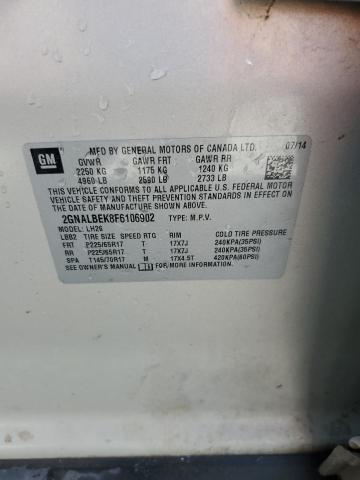 GM
MFD BY GENERAL MOTORS OF CANADA LTD. 07/14
GVWR GAWR FRT GAWR RR
2250 KG 1175 KG 1240 KG
4960 LB 2590 LB 2733 LB
THIS VEHICLE CONFORMS TO ALL APPLICABLE U.S. FEDERAL MOTOR
VEHICLE SAFETY AND THEFT PREVENTION STANDARDS IN EFFECT ON
THE DATE OF MANUFACTURE SHOWN ABOVE.
2GNALBEK8F6106902 TYPE: M.P.V.
MODEL: LH26
LBB2 TIRE SIZE SPEED RTG RIM COLD TIRE PRESSURE
FRT P225/65R17 T 17X7J 240KPA(35PSI)
RR P225/65R17 T 17X7J 240KPA(35PSI)
SPA T145/70R17 M 17X4.5T 420KPA(60PSI)
SEE OWNER'S MANUAL FOR ADDITIONAL INFORMATION.